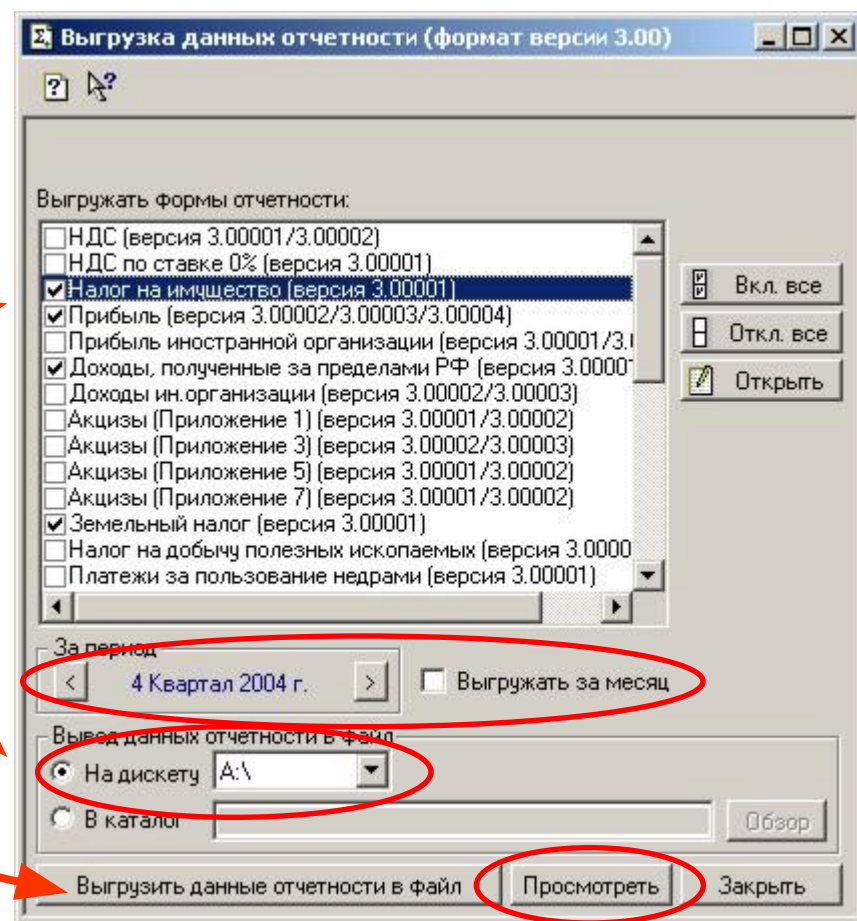 Выгрузка данных отчетности (формат версии 3.00)
Выгружать формы отчетности:
НДС (версия 3.00001/3.00002)
НДС по ставке 0% (версия 3.00001)
Налог на имущество (версия 3.00001)
Прибыль (версия 3.00002/3.00003/3.00004)
Прибыль иностранной организации (версия 3.00001/3.
Доходы, полученные за пределами РФ (версия 3.0000
Доходы ин.организации (версия 3.00002/3.00003)
Акцизы (Приложение 1) (версия 3.00001/3.00002)
Акцизы (Приложение 3) (версия 3.00002/3.00003)
Акцизы (Приложение 5) (версия 3.00001/3.00002)
Акцизы (Приложение 7) (версия 3.00001/3.00002)
Земельный налог (версия 3.00001)
Налог на добычу полезных ископаемых (версия 3.0000
Платежи за пользование недрами (версия 3.00001)
Вкл. все
Откл. все
Открыть
За период
< 4 Квартал 2004 г. >
Выгружать за месяц
Вывод данных отчетности в файл
На дискету A:\
В каталог
Обзор
Выгрузить данные отчетности в файл
Просмотреть
Закрыть